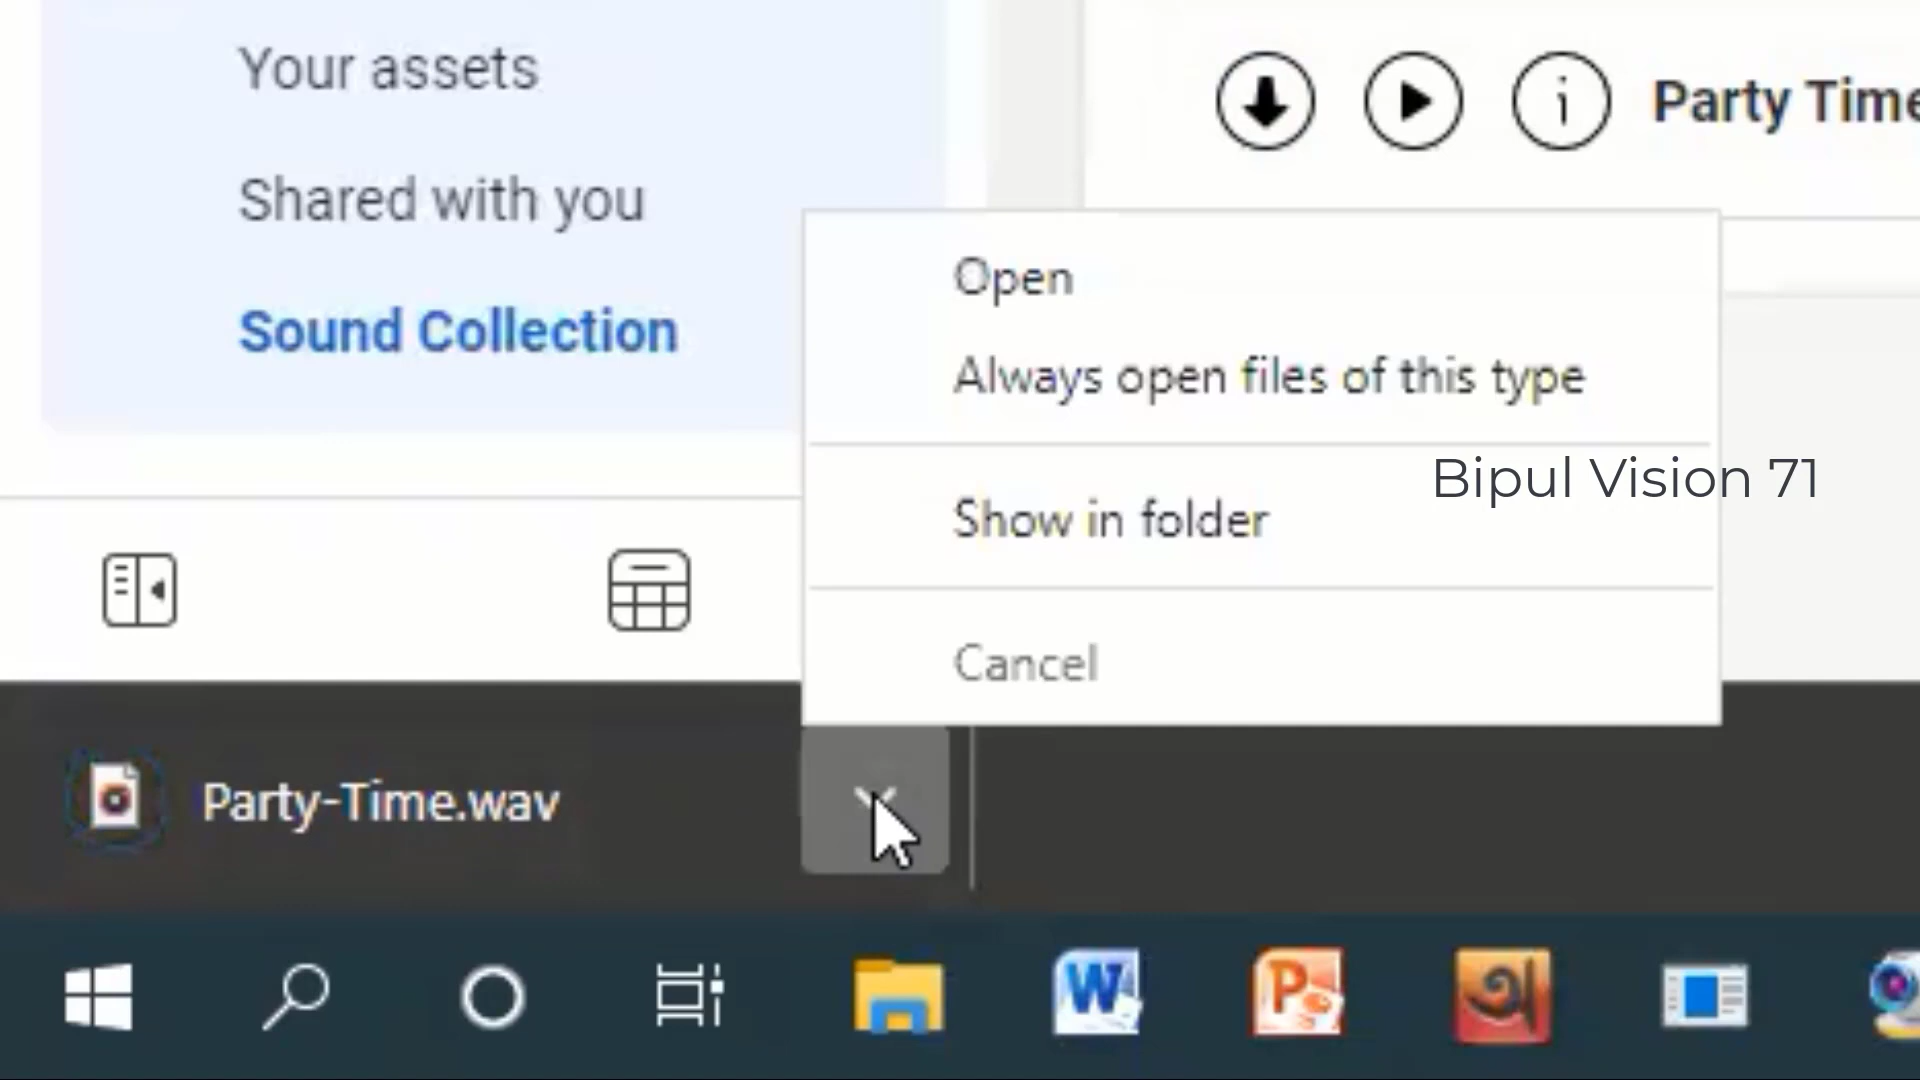 Your assets
Shared with you
Sound Collection
Party Time
Open
Always open files of this type
Bipul Vision 71
Show in folder
Cancel
Party-Time.wav
W
P
অ